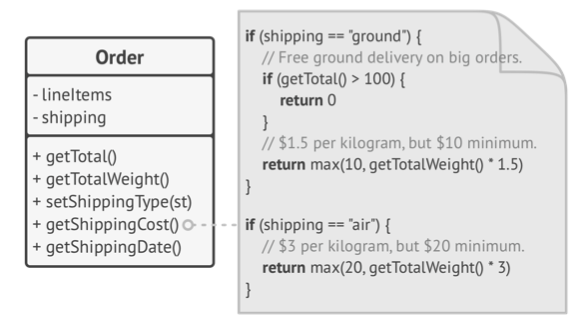 Order
- lineItems
- shipping
+ getTotal()
+ getTotalWeight()
+ setShippingType(st)
+ getShippingCost()
+ getShippingDate()
if (shipping == "ground") {
// Free ground delivery on big orders.
if (getTotal() > 100) {
return 0
}
// $1.5 per kilogram, but $10 minimum.
return max(10, getTotalWeight() * 1.5)
}
if (shipping == "air") {
// $3 per kilogram, but $20 minimum.
return max(20, getTotalWeight() * 3)
}